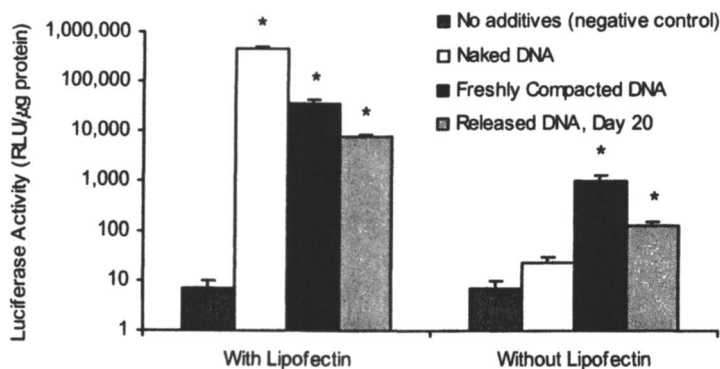 Luciferase Activity (RLU/µg protein)
1,000,000
100,000
10,000
1,000
100
10
1
*
*
*
*
*
No additives (negative control)
Naked DNA
Freshly Compacted DNA
Released DNA, Day 20
With Lipofectin
Without Lipofectin